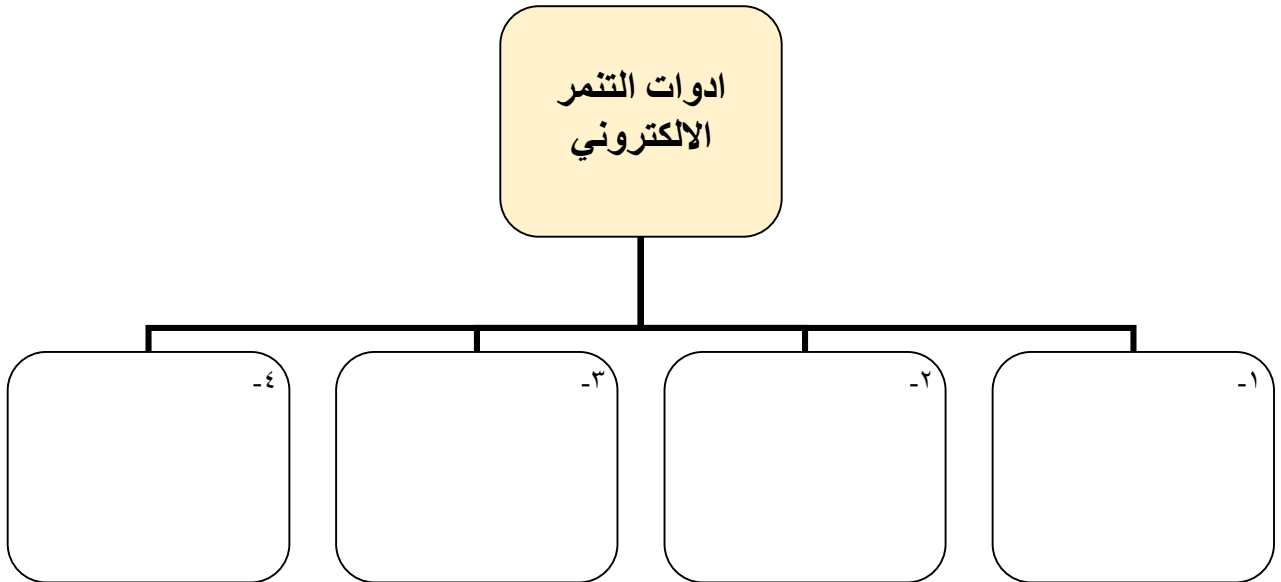 ادوات التنمر
الالكتروني
١-
٢-
٣-
٤-